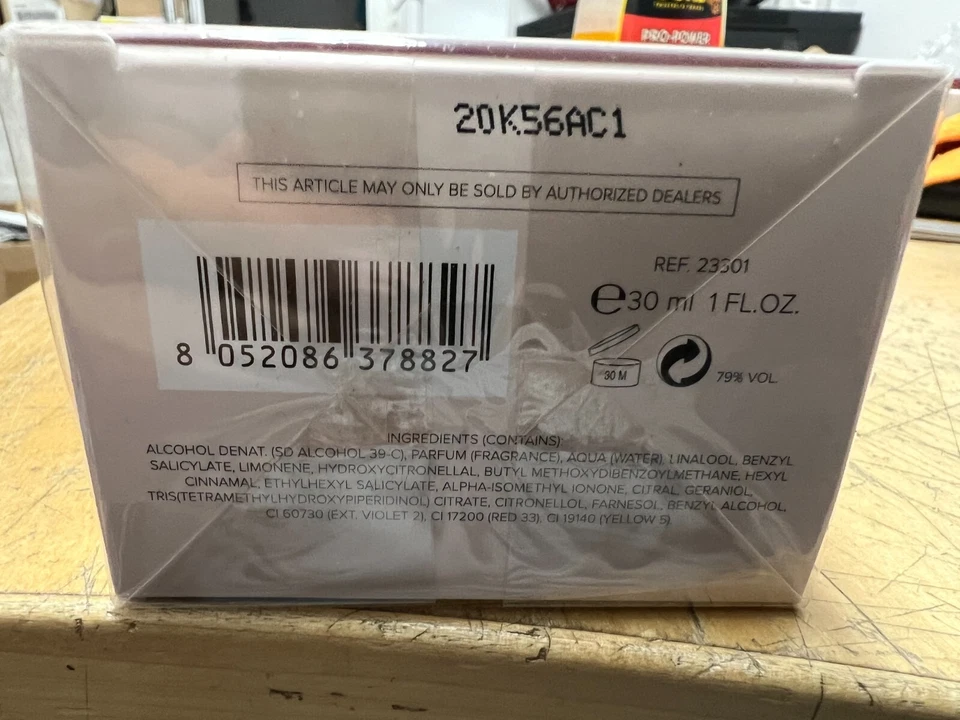 PRO POWER
20K56AC1
THIS ARTICLE MAY ONLY BE SOLD BY AUTHORIZED DEALERS
REF. 23301
e30 ml 1 FL.OZ.
8 052086 378827
30 M
79% VOL.
INGREDIENTS (CONTAINS)
ALCOHOL DENAT. (SD ALCOHOL 39-C), PARFUM (FRAGRANCE), AQUA (WATER), LINALOOL, BENZYL
SALICYLATE, LIMONENE, HYDROXYCITRONELLAL, BUTYL METHOXYDIBENZOYLMETHANE, HEXYL
CINNAMAL, ETHYLHEXYL SALICYLATE, ALPHA-ISOMETHYL IONONE, CITRAL, GERANIOL,
TRIS(TETRAMETHYLHYDROXYPIPERIDINOL) CITRATE, CITRONELLOL, FARNESOL, BENZYL ALCOHOL,
CI 60730 (EXT. VIOLET 2), CI 17200 (RED 33), CI 19140 (YELLOW 5)